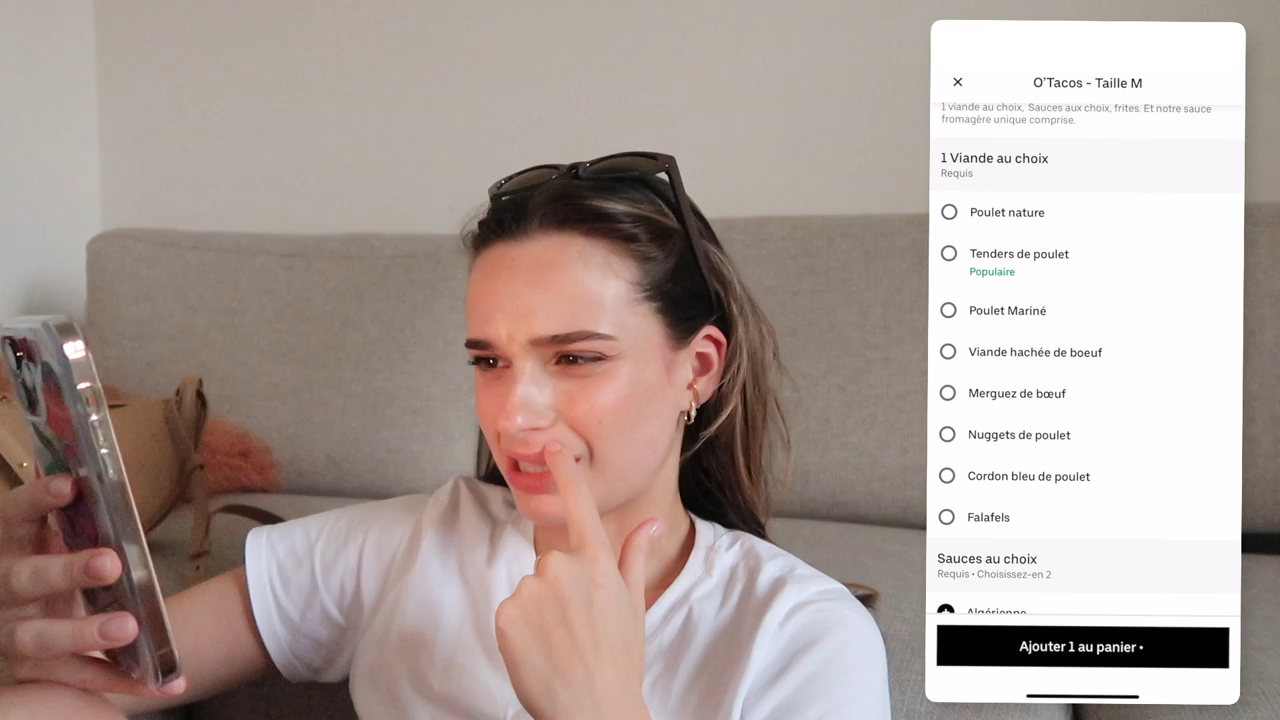 O'Tacos - Taille M
1 viande au choix, Sauces aux choix, frites. Et notre sauce
fromagère unique comprise.
1 Viande au choix
Requis
Poulet nature
Tenders de poulet
Populaire
Poulet Mariné
Viande hachée de boeuf
Merguez de bœuf
Nuggets de poulet
Cordon bleu de poulet
Falafels
Sauces au choix
Requis • Choisissez-en 2
Algérienne
Ajouter 1 au panier •